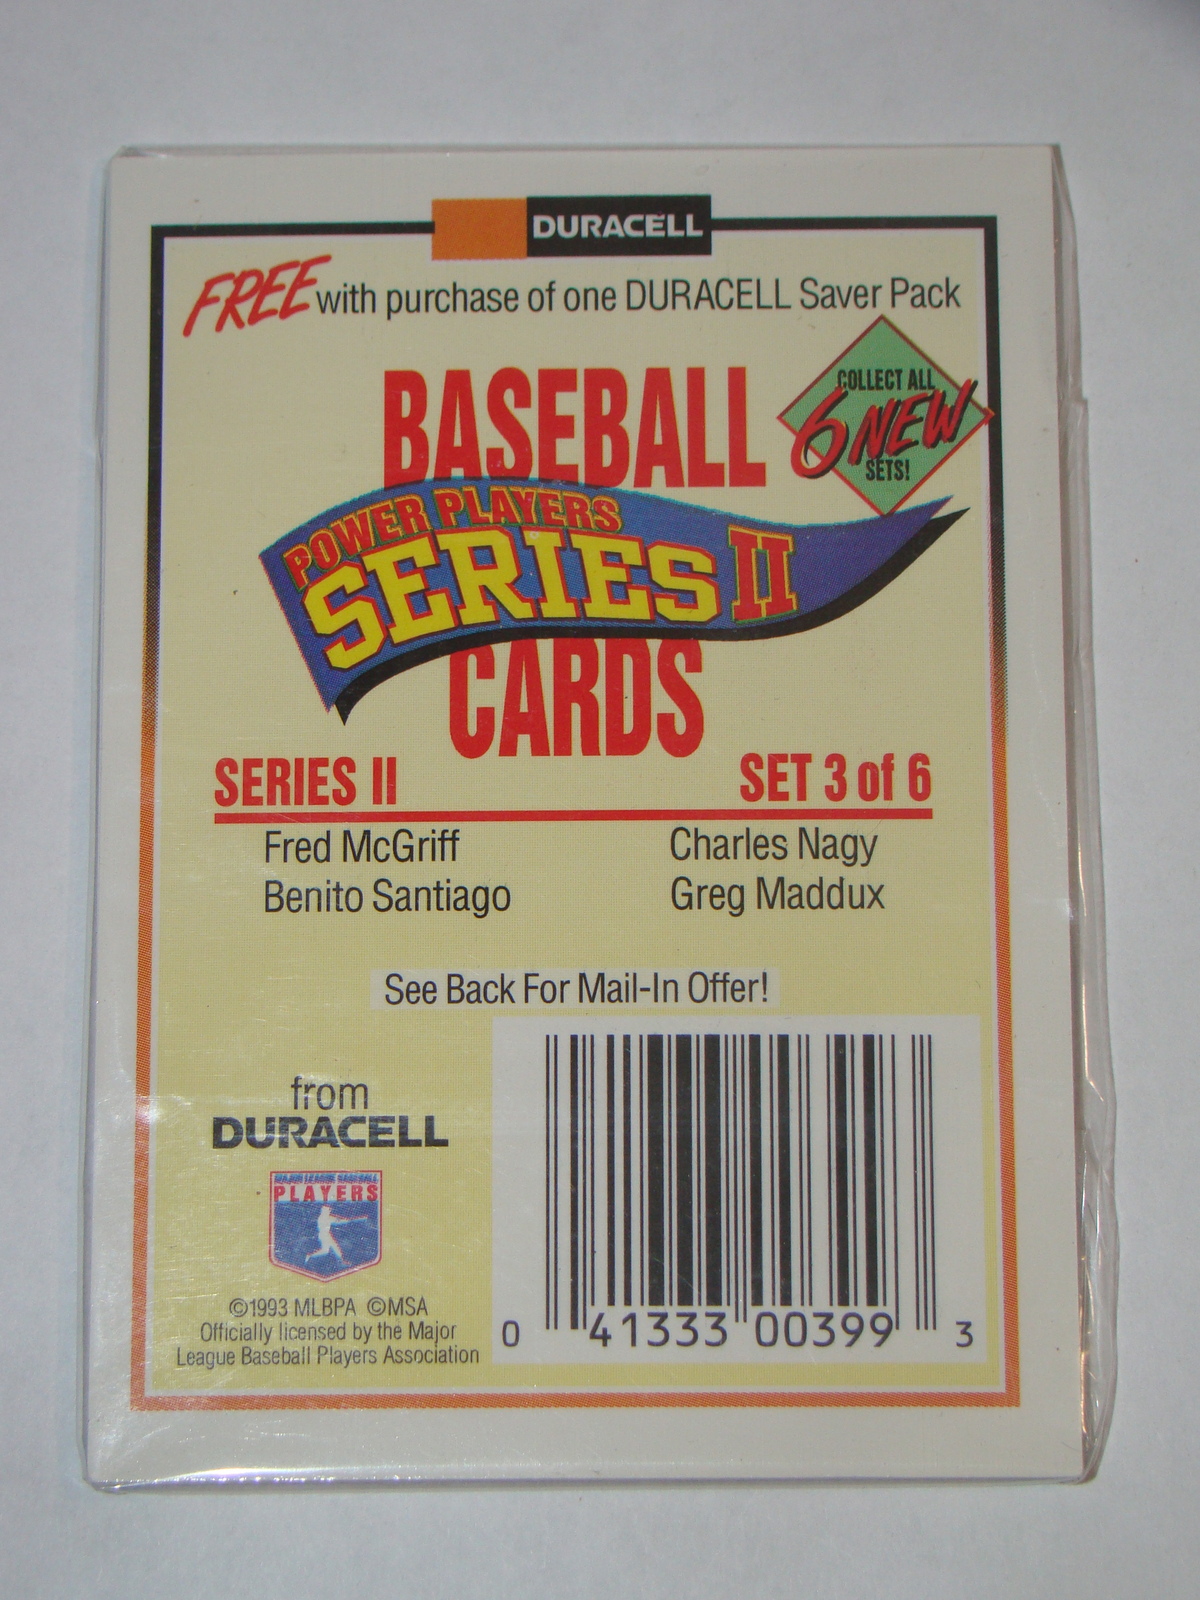 DURACELL
FREE with purchase of one DURACELL Saver Pack
COLLECT ALL
6 NEW
SETS!
BASEBALL
POWER PLAYERS
SERIES II
CARDS
SERIES II SET 3 of 6
Fred McGriff Charles Nagy
Benito Santiago Greg Maddux
See Back For Mail-In Offer!
from
DURACELL
MAJOR LEAGUE BASEBALL
PLAYERS
©1993 MLBPA ©MSA
Officially licensed by the Major
League Baseball Players Association
0 41333 00399 3